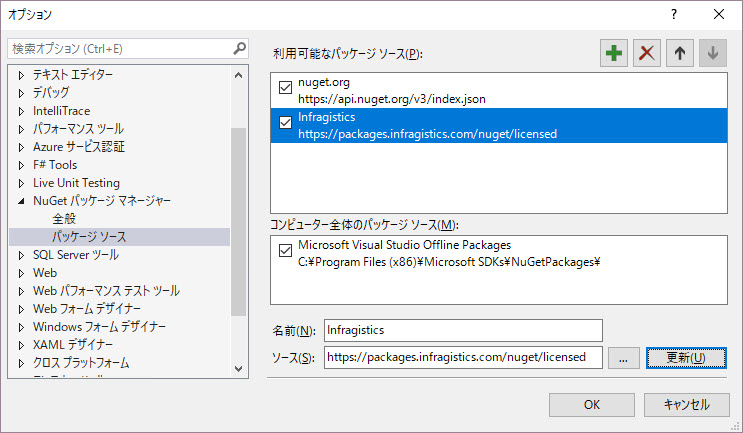 オプション
?
検索オプション (Ctrl+E)
テキスト エディター
デバッグ
IntelliTrace
パフォーマンス ツール
Azure サービス認証
F# Tools
Live Unit Testing
NuGet パッケージ マネージャー
全般
パッケージ ソース
SQL Server ツール
Web
Web パフォーマンス テスト ツール
Web フォーム デザイナー
Windows フォーム デザイナー
XAML デザイナー
クロス プラットフォーム
利用可能なパッケージ ソース(P):
nuget.org
https://api.nuget.org/v3/index.json
Infragistics
https://packages.infragistics.com/nuget/licensed
コンピューター全体のパッケージ ソース(M):
Microsoft Visual Studio Offline Packages
C:¥Program Files (x86)¥Microsoft SDKs¥NuGetPackages¥
名前(N):
Infragistics
ソース(S):
https://packages.infragistics.com/nuget/licensed
...
更新(U)
OK
キャンセル